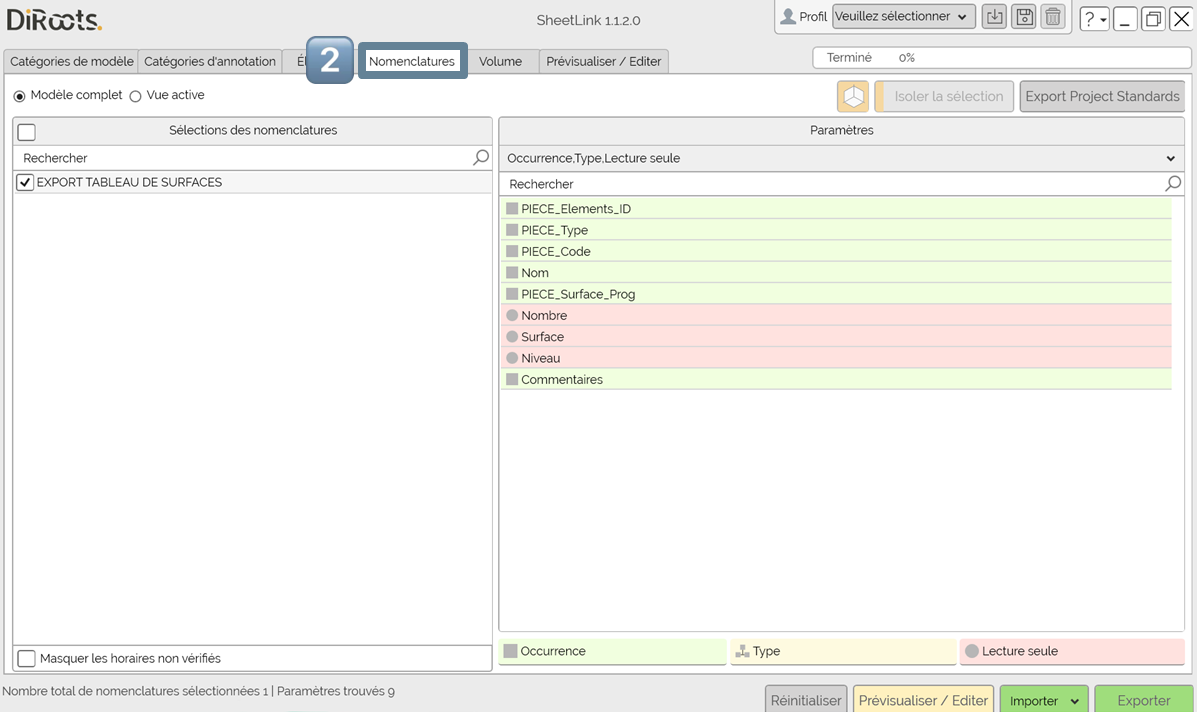 DiRoots.
SheetLink 1.1.2.0
Profil
Veuillez sélectionner
?
Catégories de modèle
Catégories d'annotation
2
Nomenclatures
Volume
Prévisualiser / Editer
Terminé 0%
Modèle complet
Vue active
Isoler la sélection
Export Project Standards
Sélections des nomenclatures
Rechercher
EXPORT TABLEAU DE SURFACES
Masquer les horaires non vérifiés
Paramètres
Occurrence,Type,Lecture seule
Rechercher
PIECE_Elements_ID
PIECE_Type
PIECE_Code
Nom
PIECE_Surface_Prog
Nombre
Surface
Niveau
Commentaires
Occurrence
Type
Lecture seule
Nombre total de nomenclatures sélectionnées 1 | Paramètres trouvés 9
Réinitialiser
Prévisualiser / Editer
Importer
Exporter